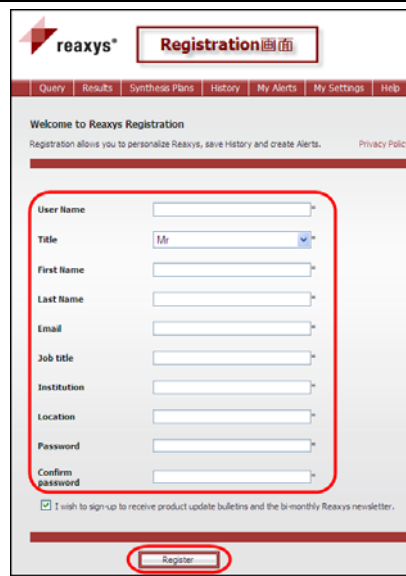 reaxys®
Registration画面
Query Results Synthesis Plans History My Alerts My Settings Help
Welcome to Reaxys Registration
Registration allows you to personalize Reaxys, save History and create Alerts. Privacy Polic
User Name *
Title Mr *
First Name *
Last Name *
Email *
Job title *
Institution *
Location *
Password *
Confirm
password *
I wish to sign-up to receive product update bulletins and the bi-monthly Reaxys newsletter.
Register